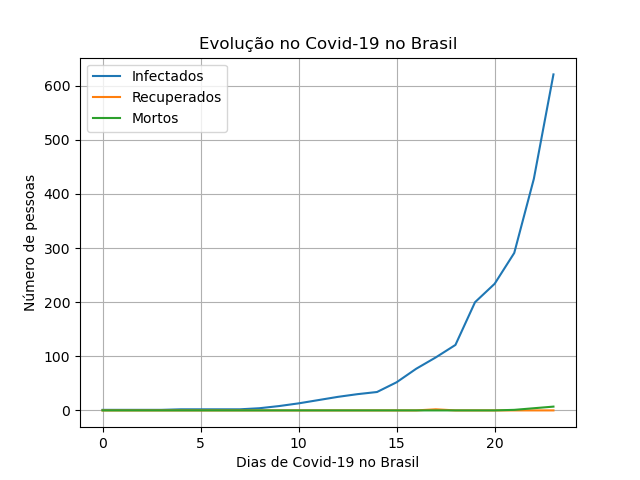 Evolução no Covid-19 no Brasil
Infectados
Recuperados
Mortos
Número de pessoas
600
500
400
300
200
100
0
0 5 10 15 20
Dias de Covid-19 no Brasil